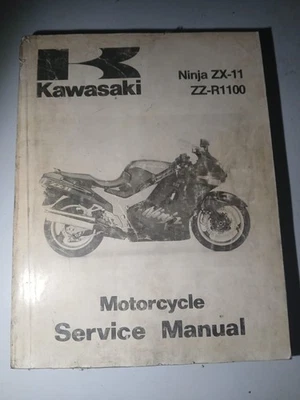 Kawasaki
Ninja ZX-11
ZZ-R1100
Motorcycle
Service Manual